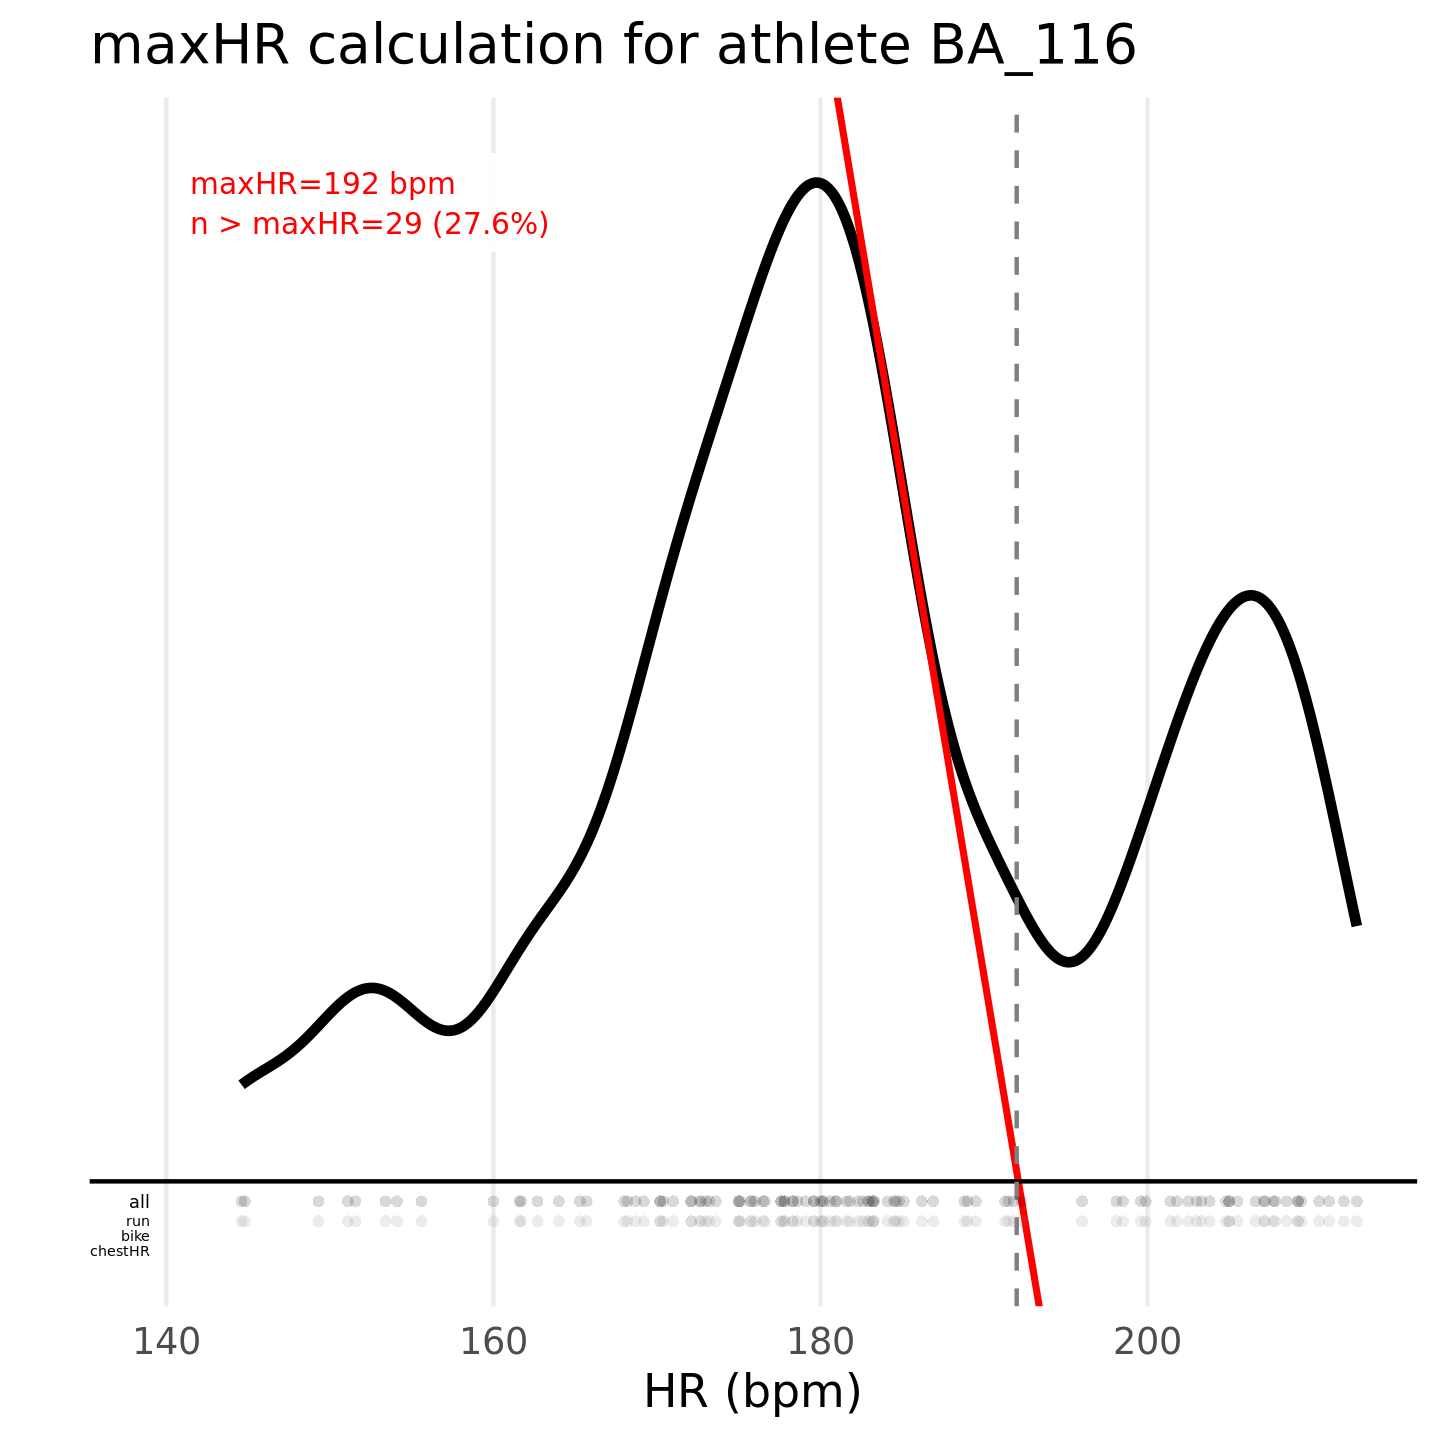 maxHR calculation for athlete BA_116
maxHR=192 bpm
n > maxHR=29 (27.6%)
all
run
bike
chestHR
140 160 180 200
HR (bpm)